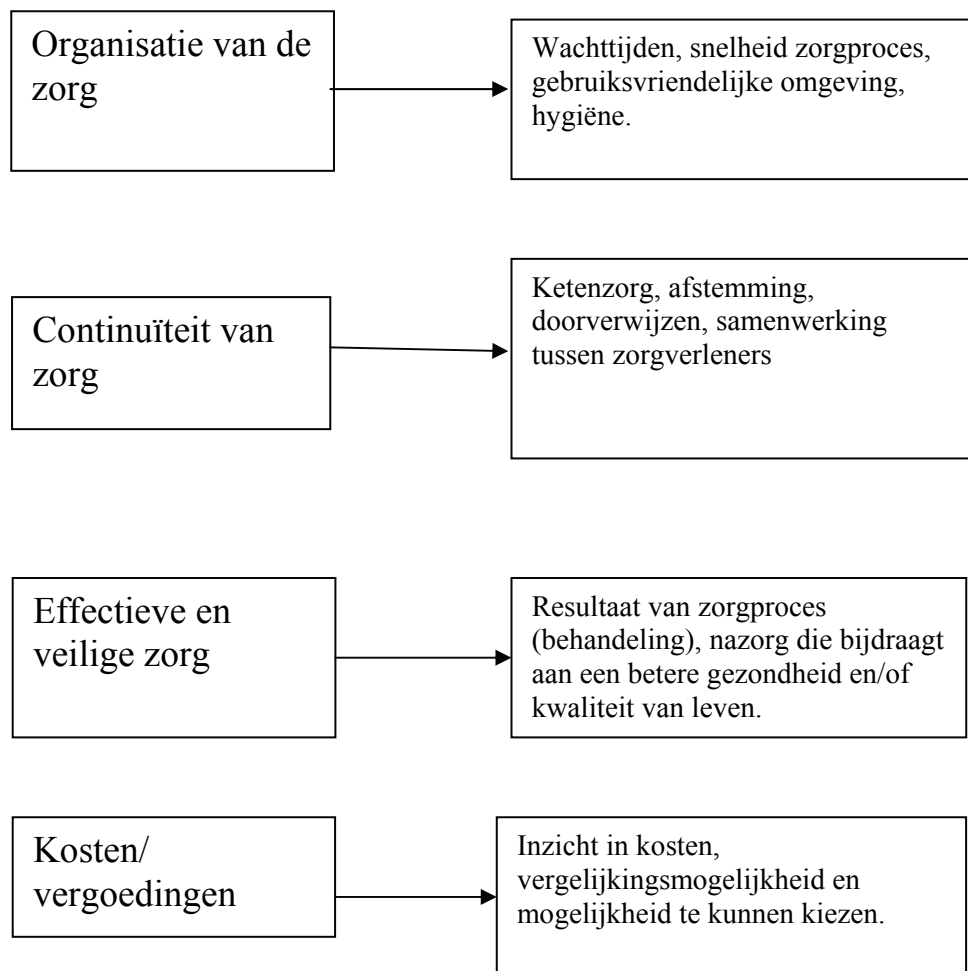 Organisatie van de
zorg
Wachttijden, snelheid zorgproces,
gebruiksvriendelijke omgeving,
hygiëne.
Continuïteit van
zorg
Ketenzorg, afstemming,
doorverwijzen, samenwerking
tussen zorgverleners
Effectieve en
veilige zorg
Resultaat van zorgproces
(behandeling), nazorg die bijdraagt
aan een betere gezondheid en/of
kwaliteit van leven.
Kosten/
vergoedingen
Inzicht in kosten,
vergelijkingsmogelijkheid en
mogelijkheid te kunnen kiezen.